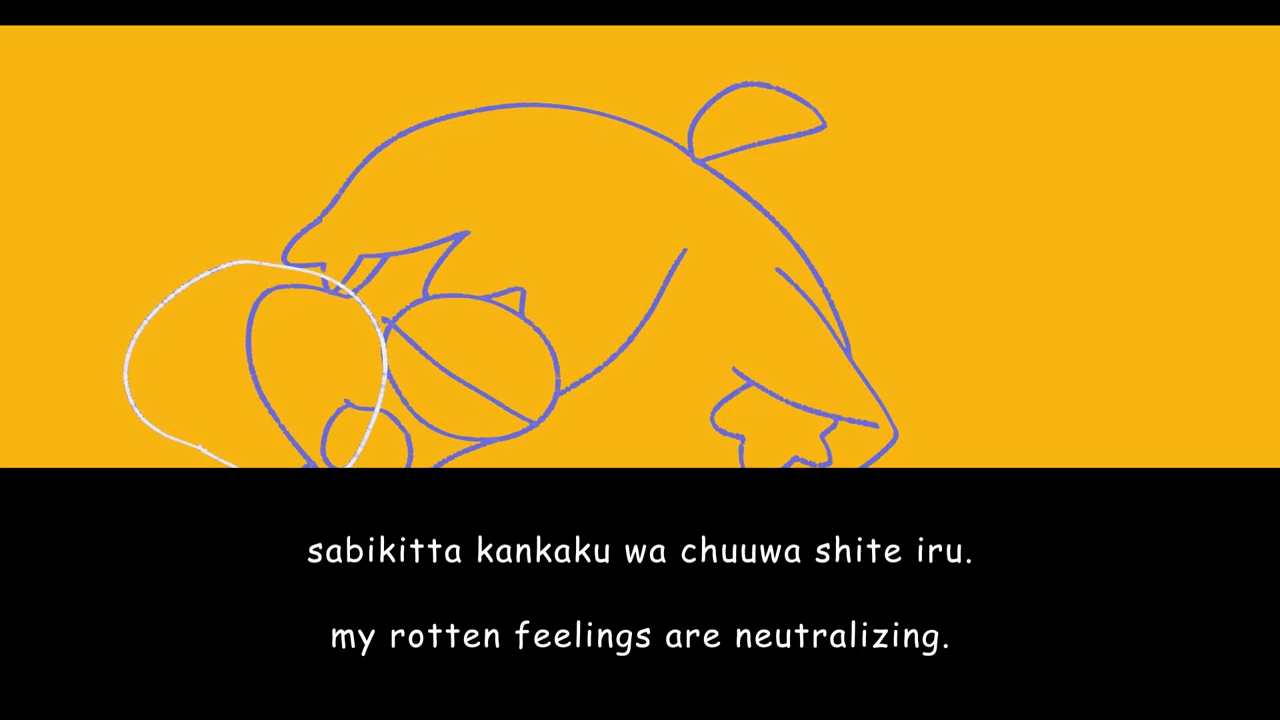 sabikitta kankaku wa chuuwa shite iru.
my rotten feelings are neutralizing.